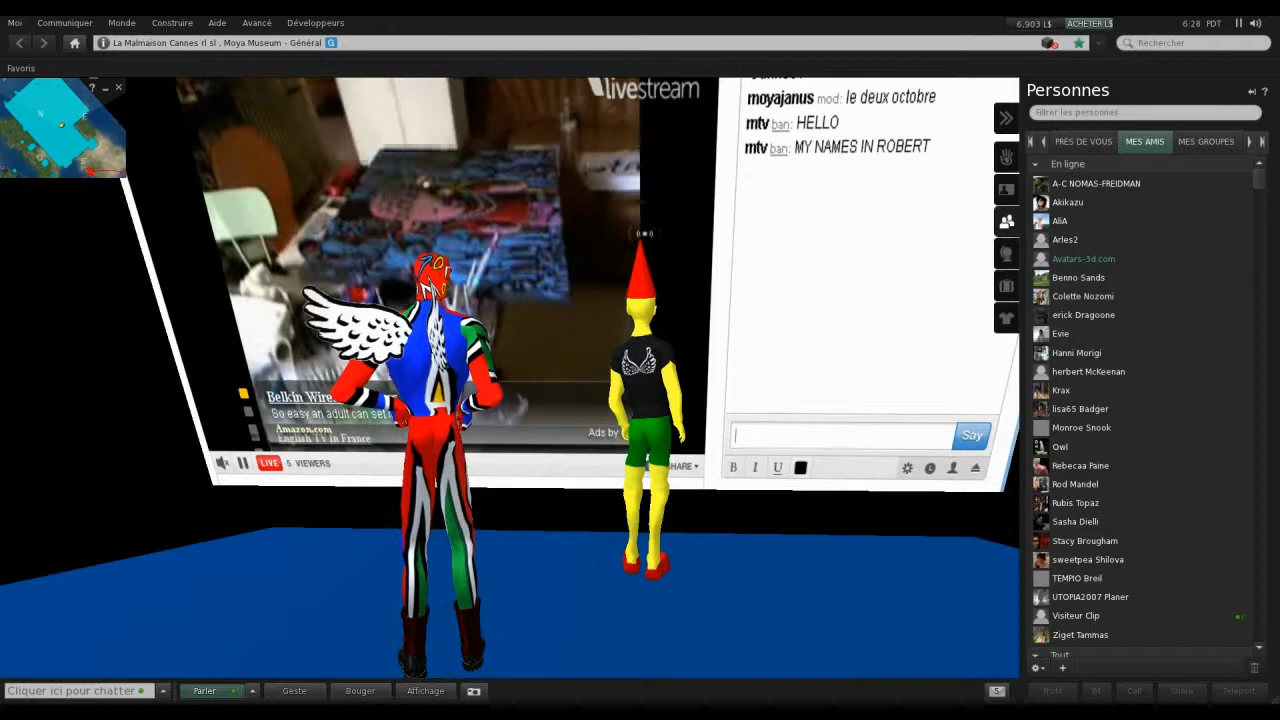 Moi Communiquer Monde Construire Aide Avancé Développeurs
6,903 L$ ACHETER L$ 6:28 PDT
La Malmaison Cannes rl sl , Moya Museum - Général G
Rechercher
Favoris
N
E
S
livestream
moyajanus mod: le deux octobre
mtv ban: HELLO
mtv ban: MY NAMES IN ROBERT
Say
B I U
So easy an adult can set
Amazon.com
English TV in France
Ads by
LIVE 5 VIEWERS
SHARE
Personnes
Filtrer les personnes
PRÈS DE VOUS MES AMIS MES GROUPES
En ligne
A-C NOMAS-FREIDMAN
Akikazu
AliA
Arles2
Avatars-3d.com
Benno Sands
Colette Nozomi
erick Dragoone
Evie
Hanni Morigi
herbert McKeenan
Krax
lisa65 Badger
Monroe Snook
Owl
Rebecaa Paine
Rod Mandel
Rubis Topaz
Sasha Dielli
Stacy Brougham
sweetpea Shilova
TEMPIO Breil
UTOPIA2007 Planer
Visiteur Clip
Ziget Tammas
Tout
Cliquer ici pour chatter Parler Geste Bouger Affichage 5
Profil IM Call Share Teleport